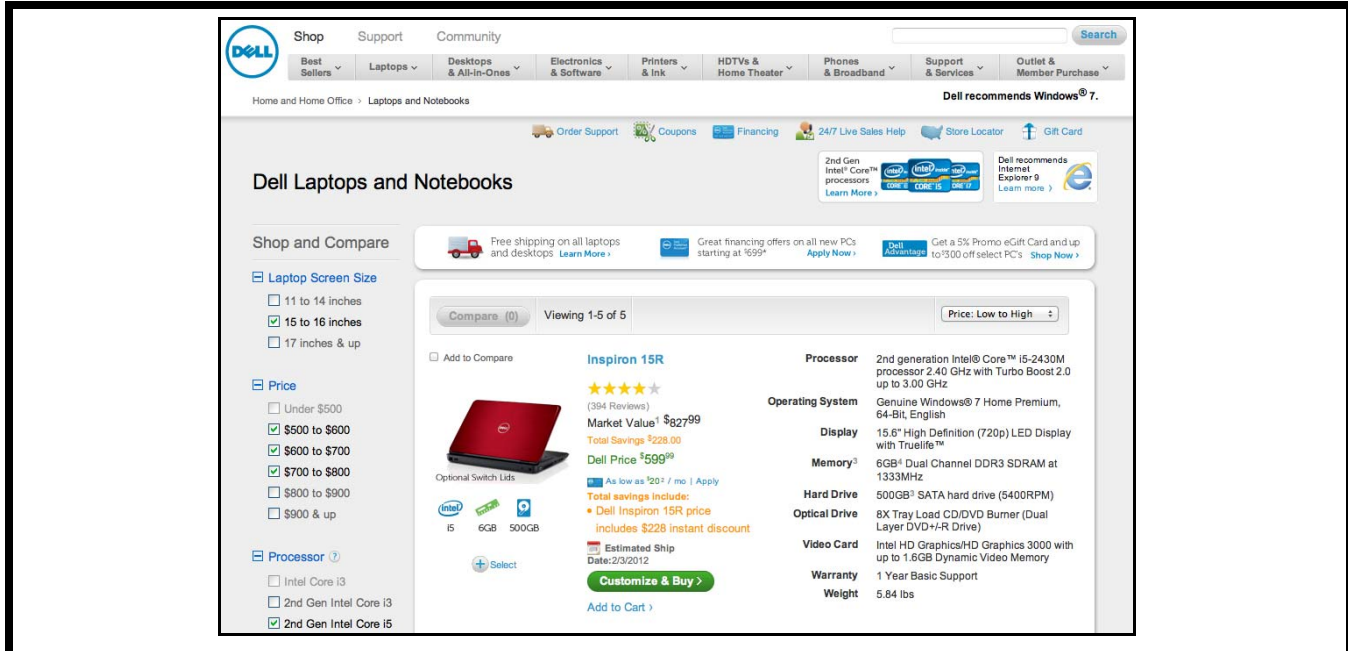 DELL
Shop Support Community
Search
Best Sellers
Laptops
Desktops & All-In-Ones
Electronics & Software
Printers & Ink
HDTVs & Home Theater
Phones & Broadband
Support & Services
Outlet & Member Purchase
Home and Home Office > Laptops and Notebooks
Dell recommends Windows® 7.
Order Support Coupons Financing 24/7 Live Sales Help Store Locator Gift Card
Dell Laptops and Notebooks
2nd Gen
Intel® Core™
processors
Learn More ›
Dell recommends
Internet
Explorer 9
Learn more ›
Free shipping on all laptops
and desktops Learn More ›
Great financing offers on all new PCs
starting at $699* Apply Now ›
Dell
Advantage
Get a 5% Promo eGift Card and up
to $300 off select PC's Shop Now ›
Shop and Compare
Laptop Screen Size
11 to 14 inches
15 to 16 inches
17 inches & up
Price
Under $500
$500 to $600
$600 to $700
$700 to $800
$800 to $900
$900 & up
Processor ?
Intel Core i3
2nd Gen Intel Core i3
2nd Gen Intel Core i5
Compare (0) Viewing 1-5 of 5
Price: Low to High
Add to Compare
Optional Switch Lids
intel
i5 6GB 500GB
Select
Inspiron 15R
(394 Reviews)
Market Value¹ $827⁹⁹
Total Savings $228.00
Dell Price $599⁹⁹
As low as $20² / mo | Apply
Total savings include:
• Dell Inspiron 15R price
includes $228 instant discount
Estimated Ship
Date:2/3/2012
Customize & Buy >
Add to Cart ›
Processor 2nd generation Intel® Core™ i5-2430M
processor 2.40 GHz with Turbo Boost 2.0
up to 3.00 GHz
Operating System Genuine Windows® 7 Home Premium,
64-Bit, English
Display 15.6" High Definition (720p) LED Display
with Truelife™
Memory³ 6GB⁴ Dual Channel DDR3 SDRAM at
1333MHz
Hard Drive 500GB³ SATA hard drive (5400RPM)
Optical Drive 8X Tray Load CD/DVD Burner (Dual
Layer DVD+/-R Drive)
Video Card Intel HD Graphics/HD Graphics 3000 with
up to 1.6GB Dynamic Video Memory
Warranty 1 Year Basic Support
Weight 5.84 lbs